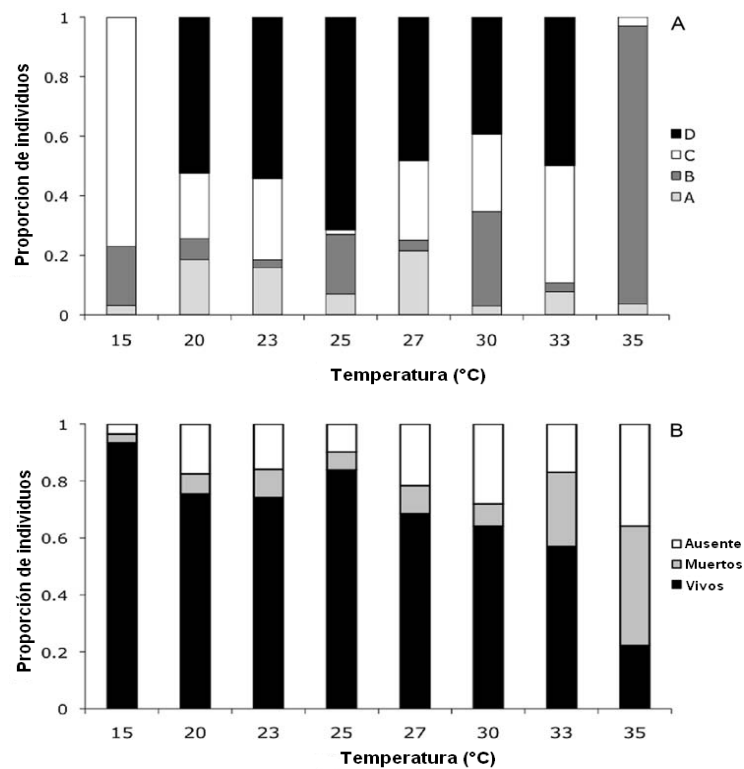 A
1
0.8
0.6
0.4
0.2
0
Proporcion de individuos
D
C
B
A
15 20 23 25 27 30 33 35
Temperatura (°C)
B
1
0.8
0.6
0.4
0.2
0
Proporción de individuos
Ausente
Muertos
Vivos
15 20 23 25 27 30 33 35
Temperatura (°C)